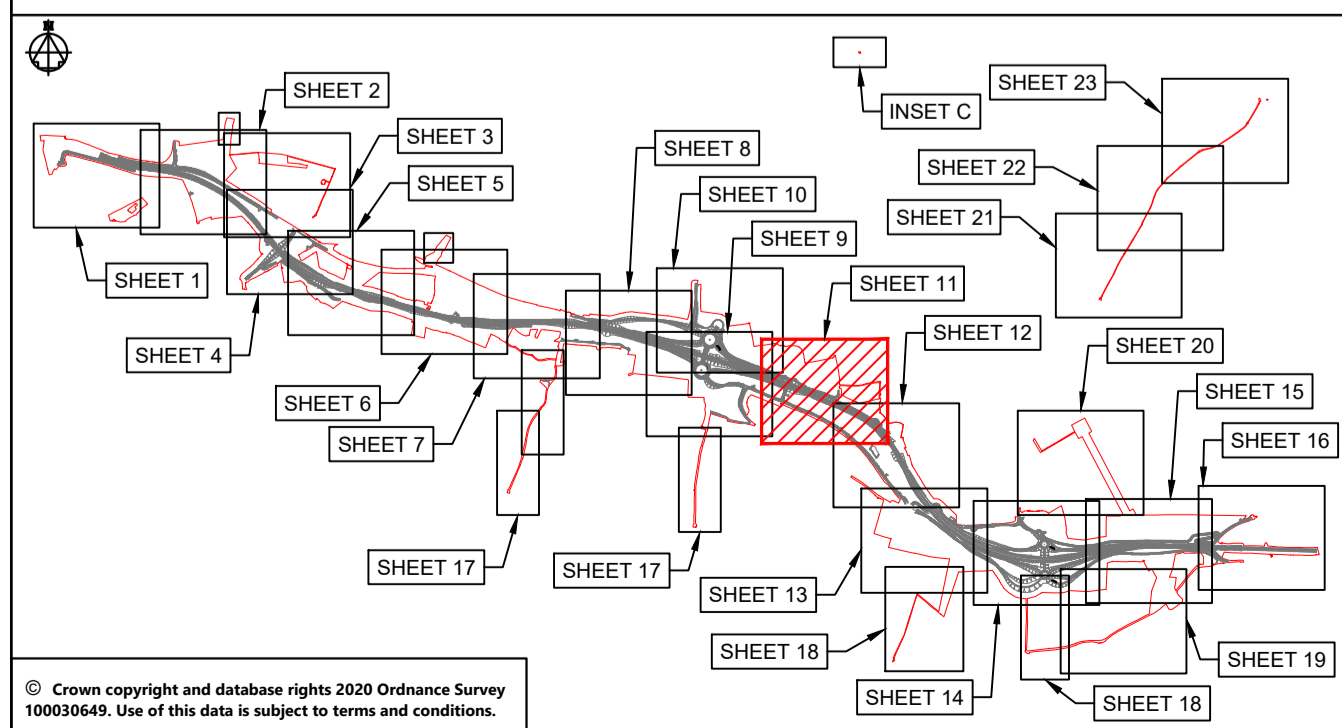 N
SHEET 2
SHEET 3
SHEET 5
SHEET 8
SHEET 10
SHEET 9
INSET C
SHEET 23
SHEET 22
SHEET 21
SHEET 1
SHEET 4
SHEET 6
SHEET 7
SHEET 11
SHEET 12
SHEET 20
SHEET 15
SHEET 16
SHEET 17
SHEET 17
SHEET 13
SHEET 18
SHEET 14
SHEET 19
SHEET 18
© Crown copyright and database rights 2020 Ordnance Survey
100030649. Use of this data is subject to terms and conditions.